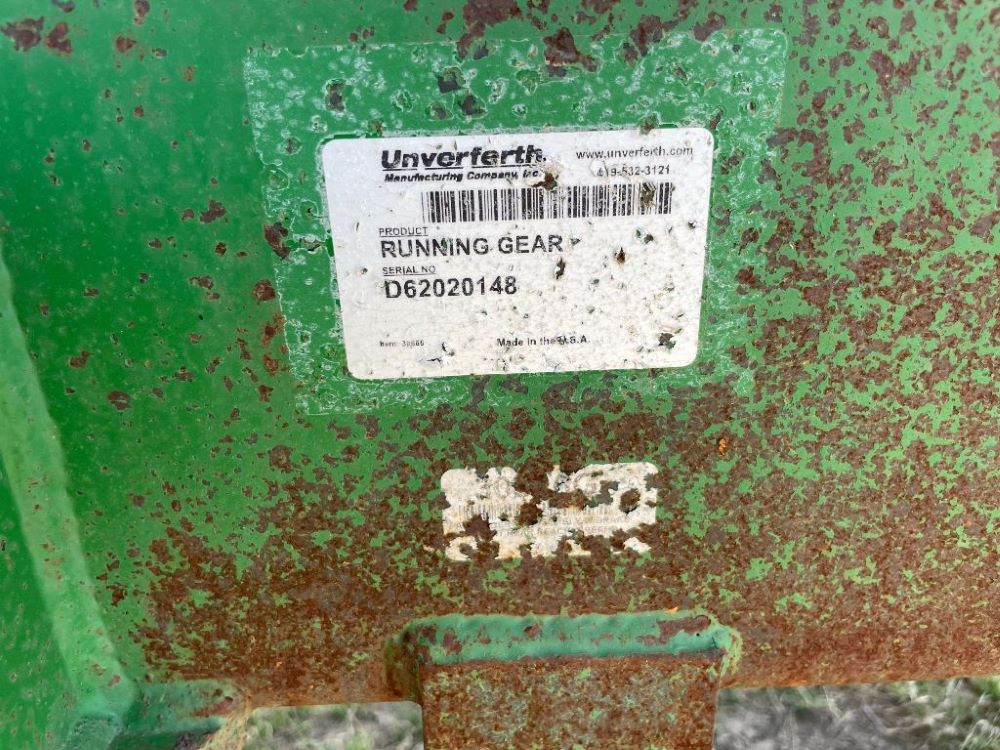 Unverferth.
www.unverferth.com
Manufacturing Company, Inc.
419-532-3121
PRODUCT
RUNNING GEAR
SERIAL NO
D62020148
Item:
Made in the U.S.A.